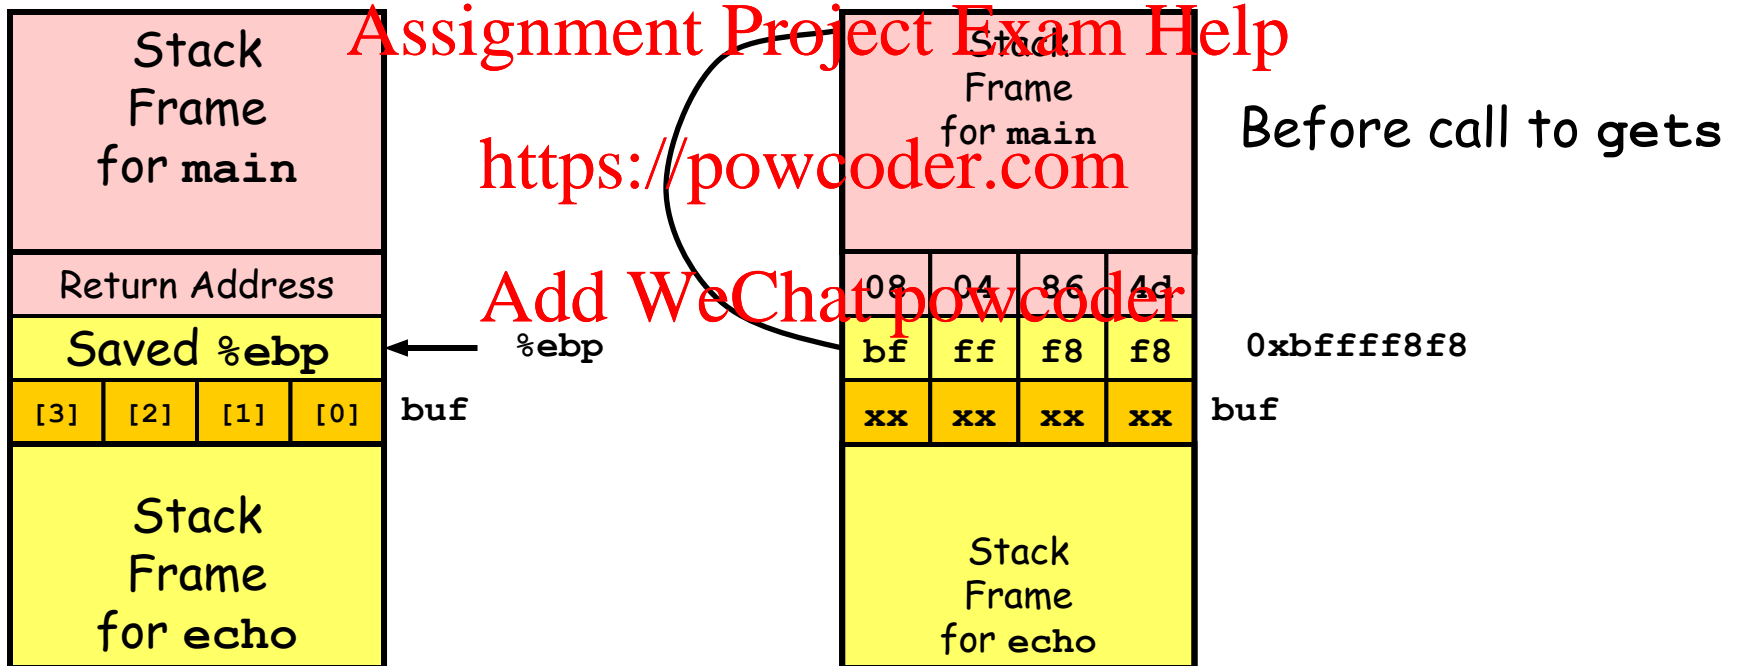 Assignment Project Exam Help
https://powcoder.com
Add WeChat powcoder
Stack
Frame
for main
Return Address
Saved %ebp
%ebp
[3] [2] [1] [0]
buf
Stack
Frame
for echo
Stack
Frame
for main
Before call to gets
08 04 86 4d
bf ff f8 f8
0xbffff8f8
xx xx xx xx
buf
Stack
Frame
for echo